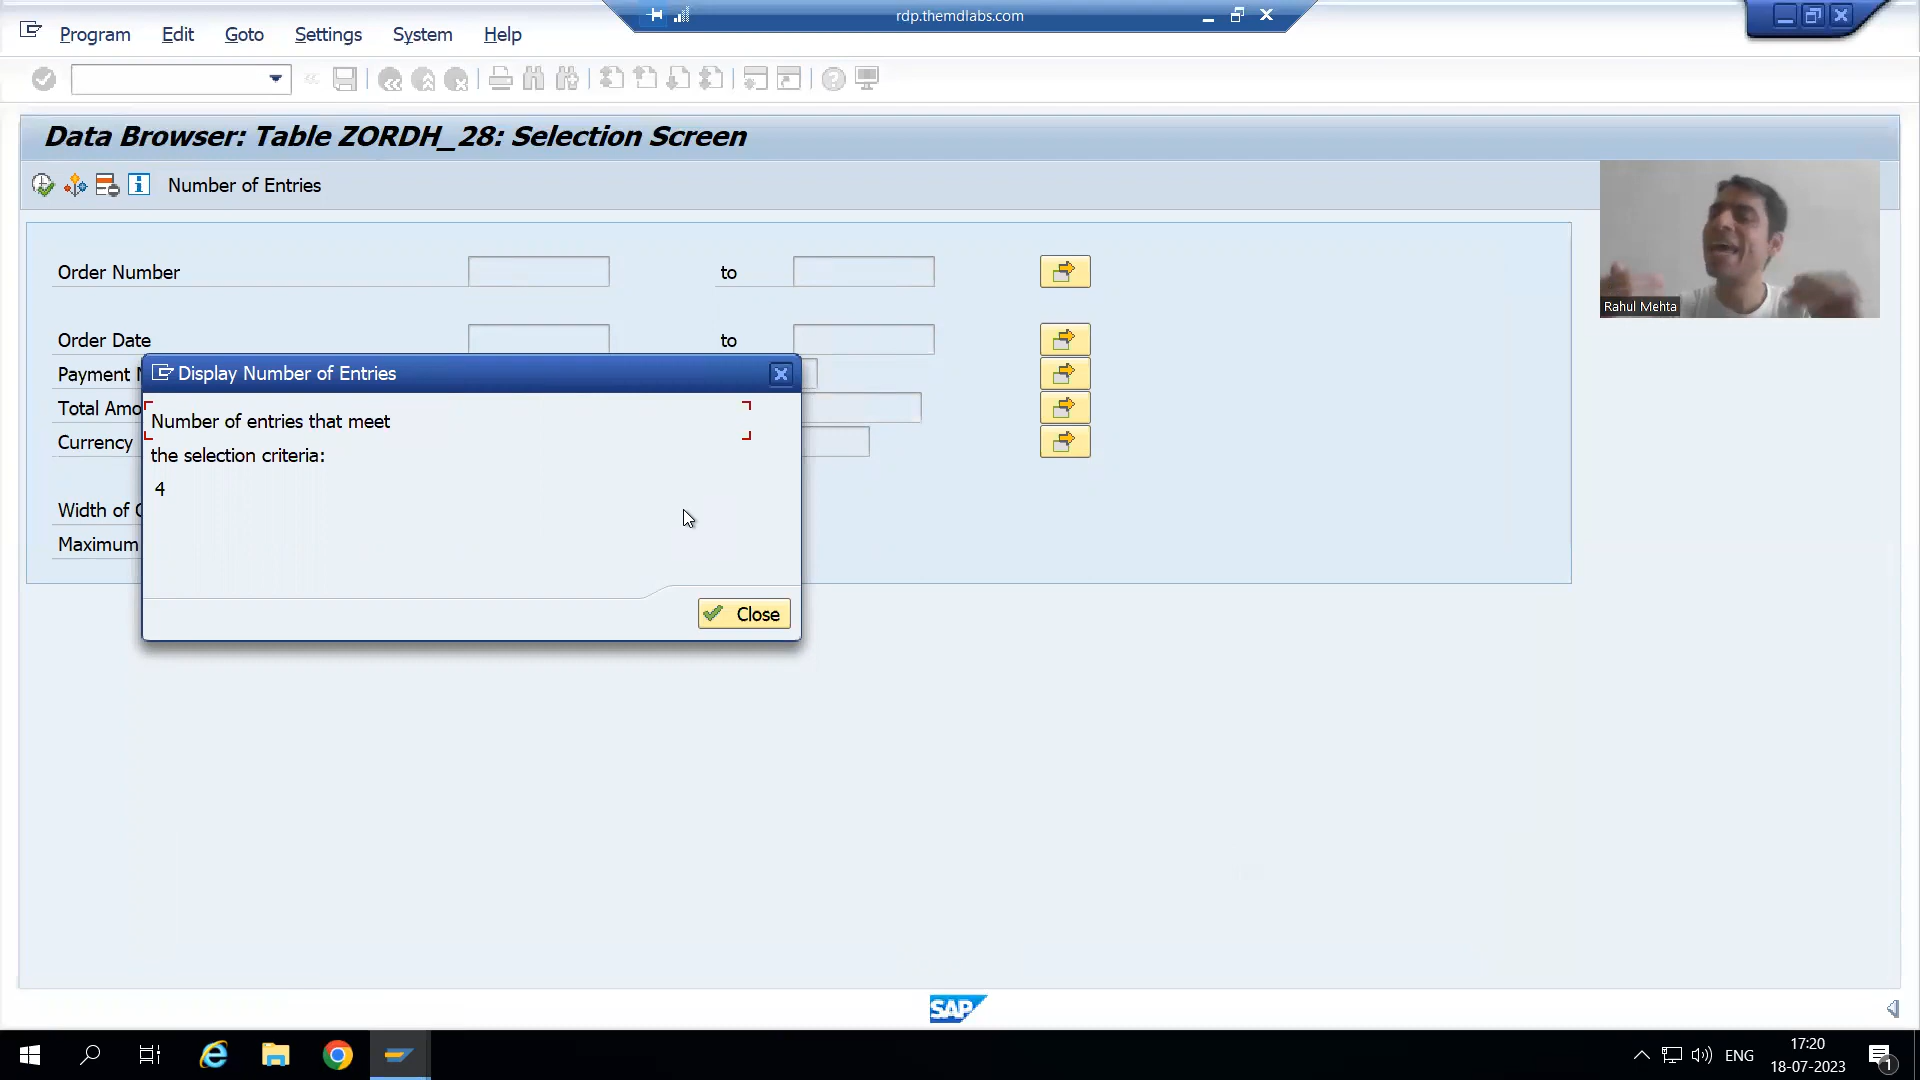 rdp.themdlabs.com
Program Edit Goto Settings System Help
Data Browser: Table ZORDH_28: Selection Screen
Number of Entries
Rahul Mehta
Order Number to
Order Date to
Payment
Total Amo
Currency
Width of
Maximum
Display Number of Entries
Number of entries that meet
the selection criteria:
4
Close
SAP
ENG
17:20
18-07-2023
1